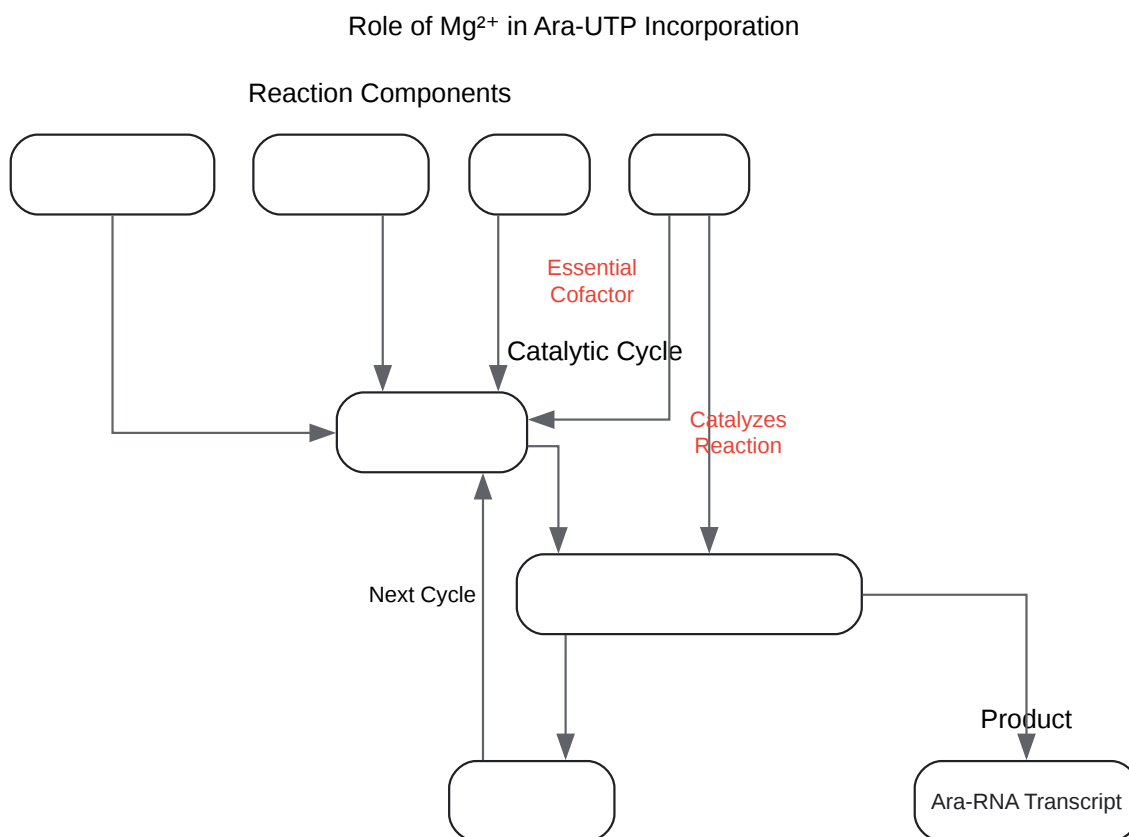 Role of Mg²⁺ in Ara-UTP Incorporation
Reaction Components
Essential
Cofactor
Catalytic Cycle
Catalyzes
Reaction
Next Cycle
Product
Ara-RNA Transcript